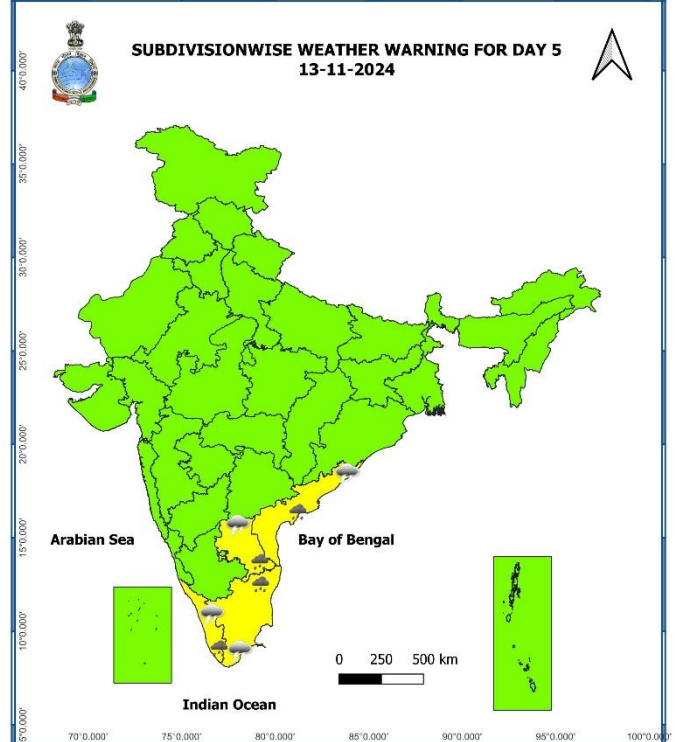 SUBDIVISIONWISE WEATHER WARNING FOR DAY 5
13-11-2024
40°0.000'
35°0.000'
30°0.000'
25°0.000'
20°0.000'
15°0.000'
10°0.000'
5°0.000'
Arabian Sea
Bay of Bengal
0 250 500 km
Indian Ocean
70°0.000' 75°0.000' 80°0.000' 85°0.000' 90°0.000' 95°0.000' 100°0.000'